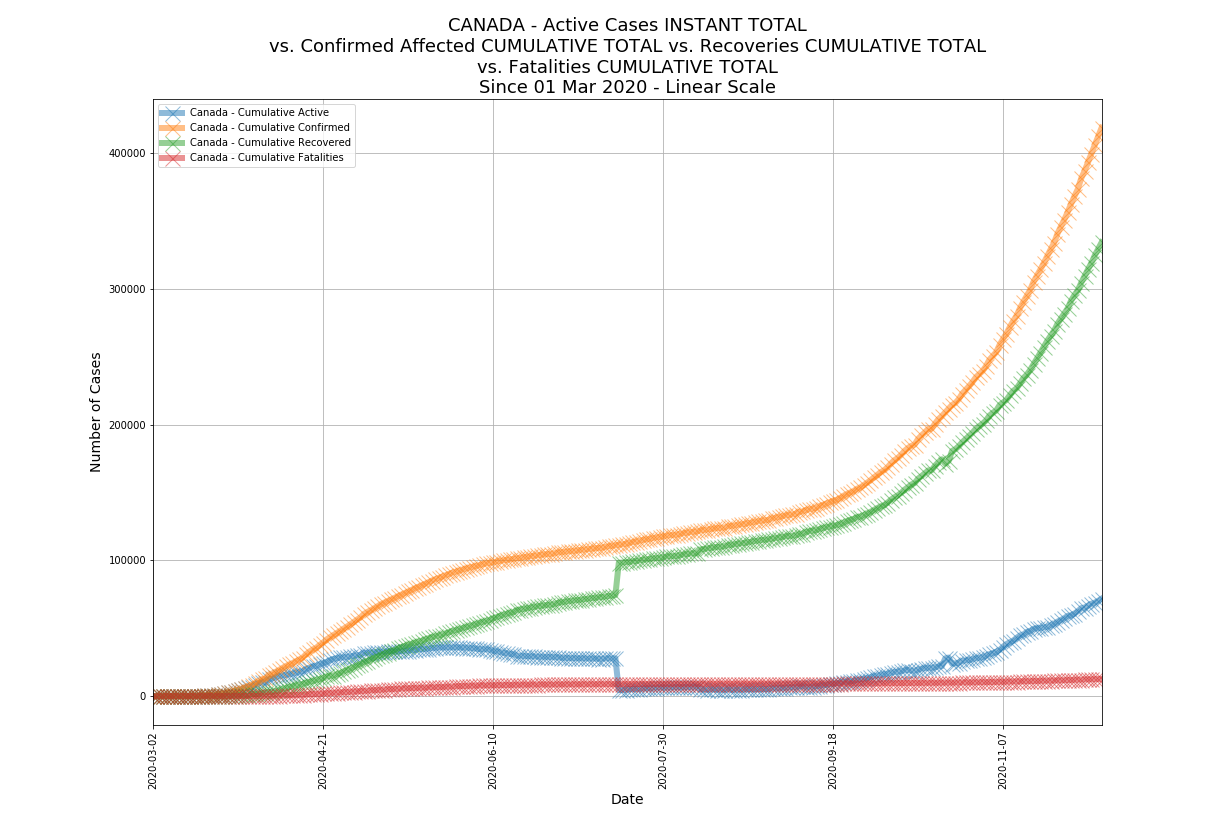 CANADA - Active Cases INSTANT TOTAL
vs. Confirmed Affected CUMULATIVE TOTAL vs. Recoveries CUMULATIVE TOTAL
vs. Fatalities CUMULATIVE TOTAL
Since 01 Mar 2020 - Linear Scale
Canada - Cumulative Active
Canada - Cumulative Confirmed
Canada - Cumulative Recovered
Canada - Cumulative Fatalities
Number of Cases
400000
300000
200000
100000
0
2020-03-02
2020-04-21
2020-06-10
2020-07-30
2020-09-18
2020-11-07
Date